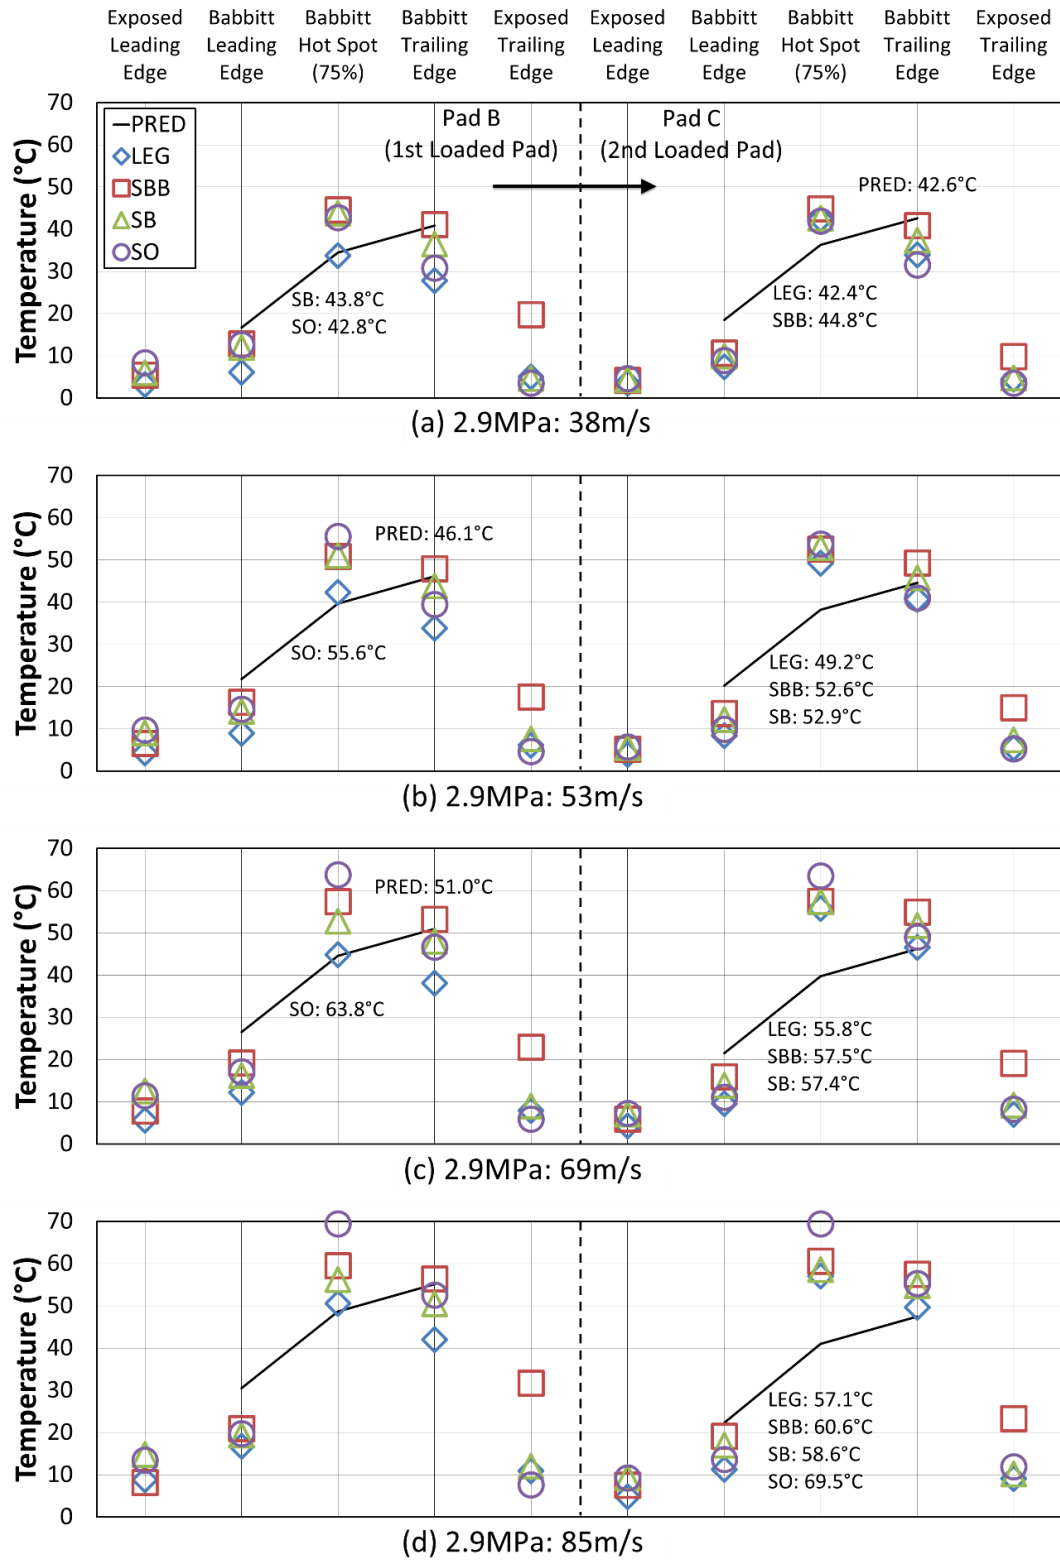 Exposed Leading Edge
Babbitt Leading Edge
Babbitt Hot Spot (75%)
Babbitt Trailing Edge
Exposed Trailing Edge
Exposed Leading Edge
Babbitt Leading Edge
Babbitt Hot Spot (75%)
Babbitt Trailing Edge
Exposed Trailing Edge
Temperature (°C)
70
60
50
40
30
20
10
0
PRED
LEG
SBB
SB
SO
Pad B
(1st Loaded Pad)
Pad C
(2nd Loaded Pad)
PRED: 42.6°C
SB: 43.8°C
SO: 42.8°C
LEG: 42.4°C
SBB: 44.8°C
(a) 2.9MPa: 38m/s
Temperature (°C)
70
60
50
40
30
20
10
0
PRED: 46.1°C
SO: 55.6°C
LEG: 49.2°C
SBB: 52.6°C
SB: 52.9°C
(b) 2.9MPa: 53m/s
Temperature (°C)
70
60
50
40
30
20
10
0
PRED: 51.0°C
SO: 63.8°C
LEG: 55.8°C
SBB: 57.5°C
SB: 57.4°C
(c) 2.9MPa: 69m/s
Temperature (°C)
70
60
50
40
30
20
10
0
LEG: 57.1°C
SBB: 60.6°C
SB: 58.6°C
SO: 69.5°C
(d) 2.9MPa: 85m/s